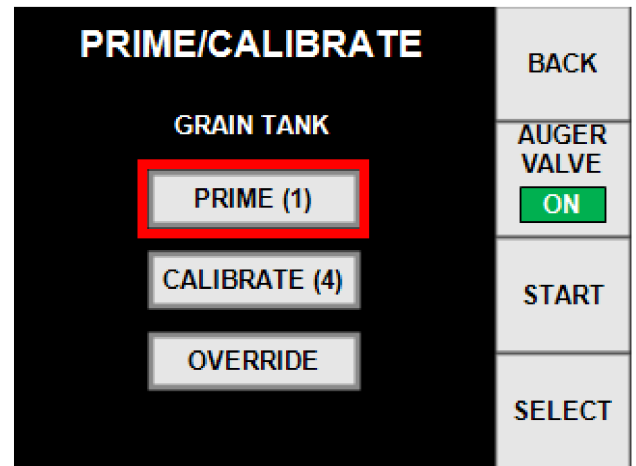 PRIME/CALIBRATE
GRAIN TANK
PRIME (1)
CALIBRATE (4)
OVERRIDE
BACK
AUGER
VALVE
ON
START
SELECT